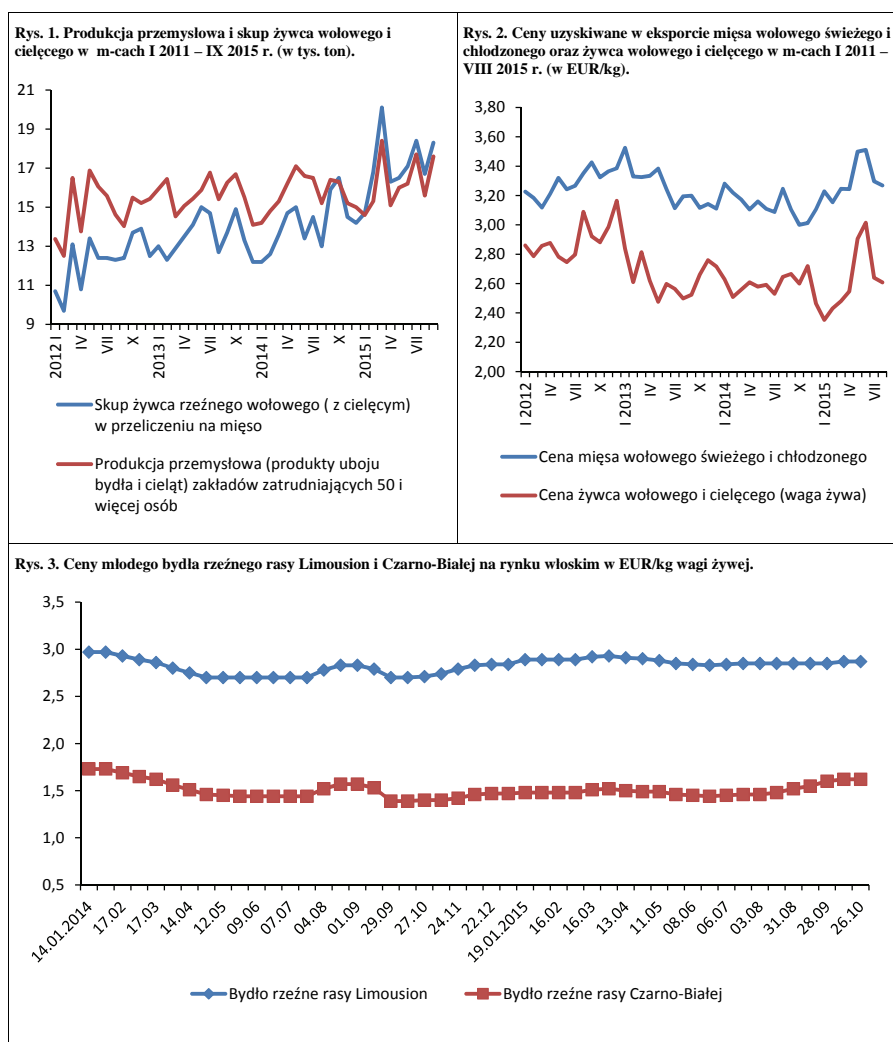 Rys. 1. Produkcja przemysłowa i skup żywca wołowego i
cielęcego w m-cach I 2011 – IX 2015 r. (w tys. ton).
21
19
17
15
13
11
9
2012 I
IV
VII
X
2013 I
IV
VII
X
2014 I
IV
VII
X
2015 I
IV
VII
Skup żywca rzeźnego wołowego ( z cielęcym)
w przeliczeniu na mięso
Produkcja przemysłowa (produkty uboju
bydła i cieląt) zakładów zatrudniających 50 i
więcej osób
Rys. 2. Ceny uzyskiwane w eksporcie mięsa wołowego świeżego i
chłodzonego oraz żywca wołowego i cielęcego w m-cach I 2011 –
VIII 2015 r. (w EUR/kg).
3,80
3,60
3,40
3,20
3,00
2,80
2,60
2,40
2,20
2,00
I 2012
IV
VII
X
I 2013
IV
VII
X
I 2014
IV
VII
X
I 2015
IV
VII
Cena mięsa wołowego świeżego i chłodzonego
Cena żywca wołowego i cielęcego (waga żywa)
Rys. 3. Ceny młodego bydła rzeźnego rasy Limousion i Czarno-Białej na rynku włoskim w EUR/kg wagi żywej.
3,5
3,0
2,5
2,0
1,5
1,0
0,5
14.01.2014
17.02
17.03
14.04
12.05
09.06
07.07
04.08
01.09
29.09
27.10
24.11
22.12
19.01.2015
16.02
16.03
13.04
11.05
08.06
06.07
03.08
31.08
28.09
26.10
Bydło rzeźne rasy Limousion
Bydło rzeźne rasy Czarno-Białej